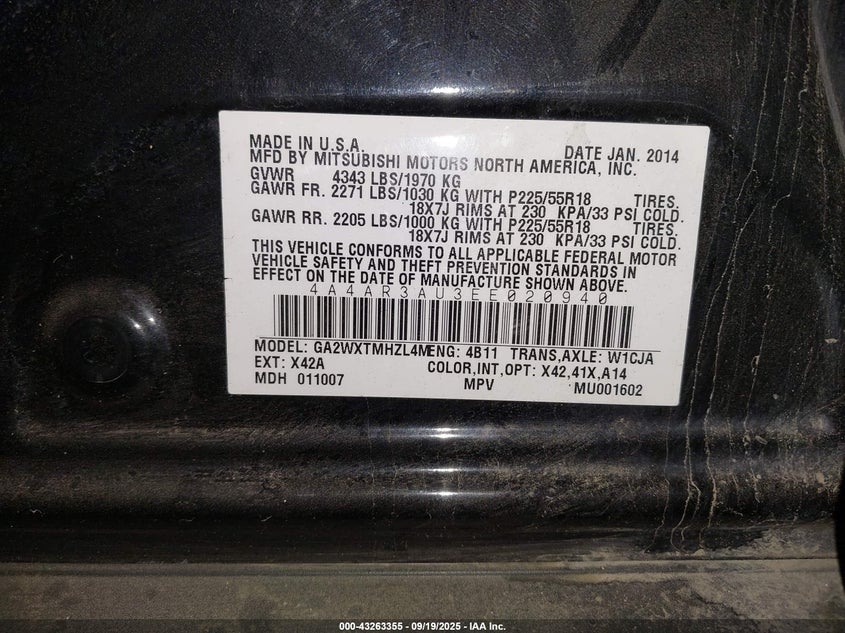 MADE IN U.S.A. DATE JAN. 2014
MFD BY MITSUBISHI MOTORS NORTH AMERICA, INC.
GVWR 4343 LBS/1970 KG
GAWR FR. 2271 LBS/1030 KG WITH P225/55R18 TIRES.
18X7J RIMS AT 230 KPA/33 PSI COLD.
GAWR RR. 2205 LBS/1000 KG WITH P225/55R18 TIRES.
18X7J RIMS AT 230 KPA/33 PSI COLD.
THIS VEHICLE CONFORMS TO ALL APPLICABLE FEDERAL MOTOR
VEHICLE SAFETY AND THEFT PREVENTION STANDARDS IN
EFFECT ON THE DATE OF MANUFACTURE SHOWN ABOVE.
4A4AR3AU3EE020940
MODEL: GA2WXTMHZL4MENG: 4B11 TRANS,AXLE: W1CJA
EXT: X42A COLOR,INT,OPT: X42,41X,A14
MDH 011007 MPV MU001602
000-43263355 - 09/19/2025 - IAA Inc.